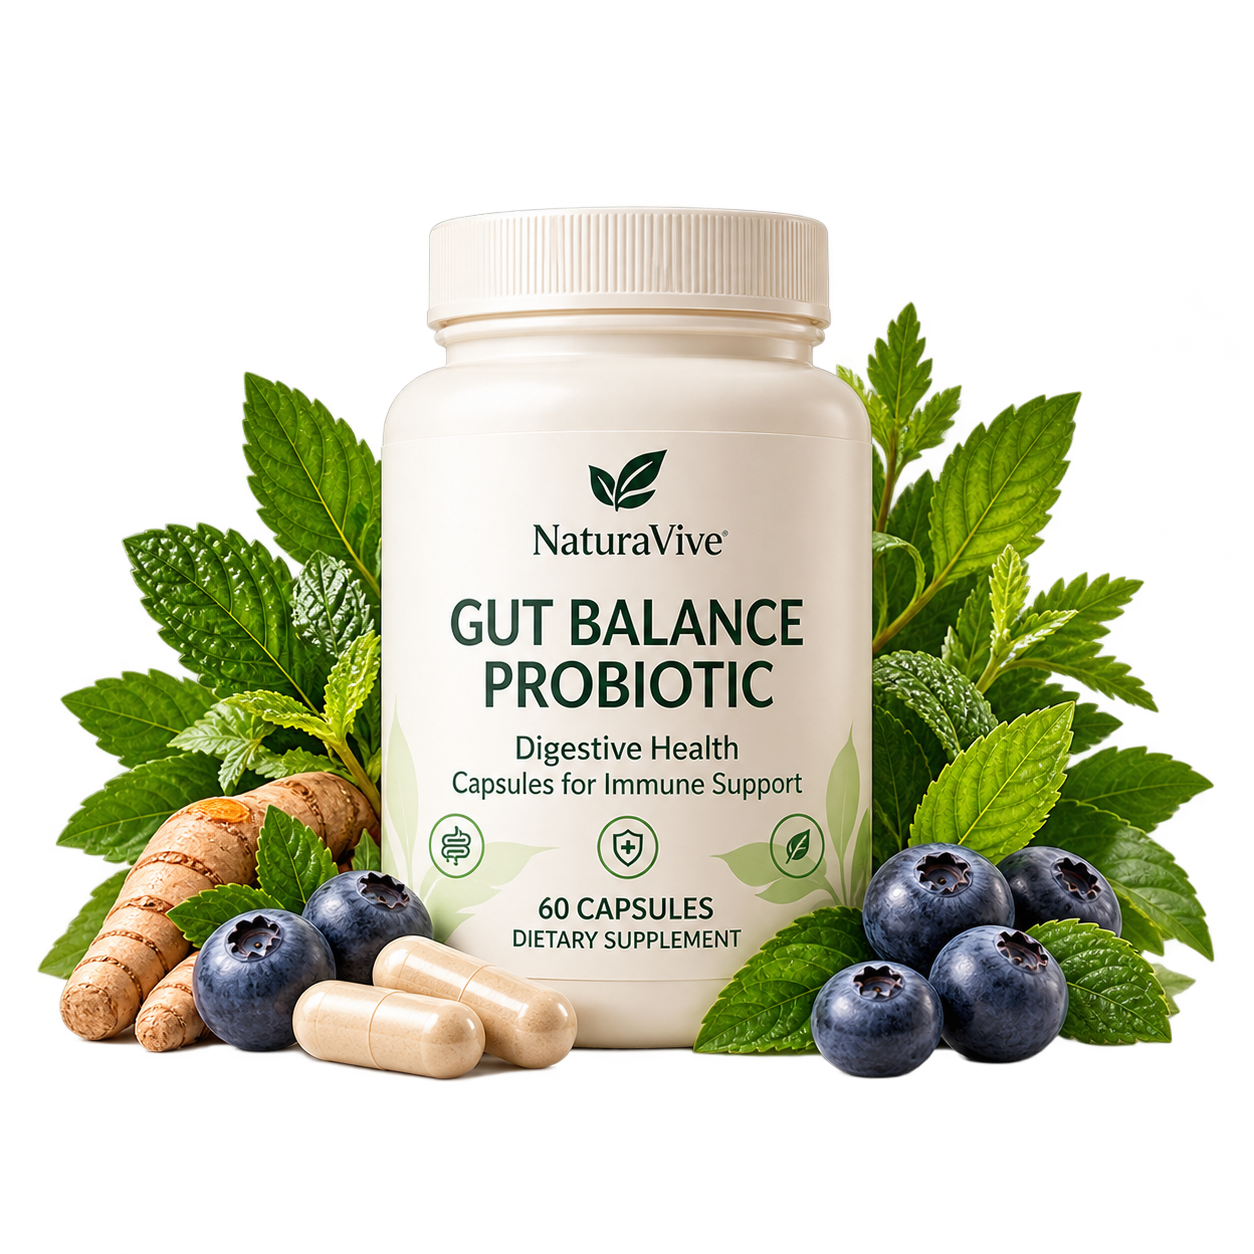 NaturaVive®
GUT BALANCE
PROBIOTIC
Digestive Health
Capsules for Immune Support
60 CAPSULES
DIETARY SUPPLEMENT